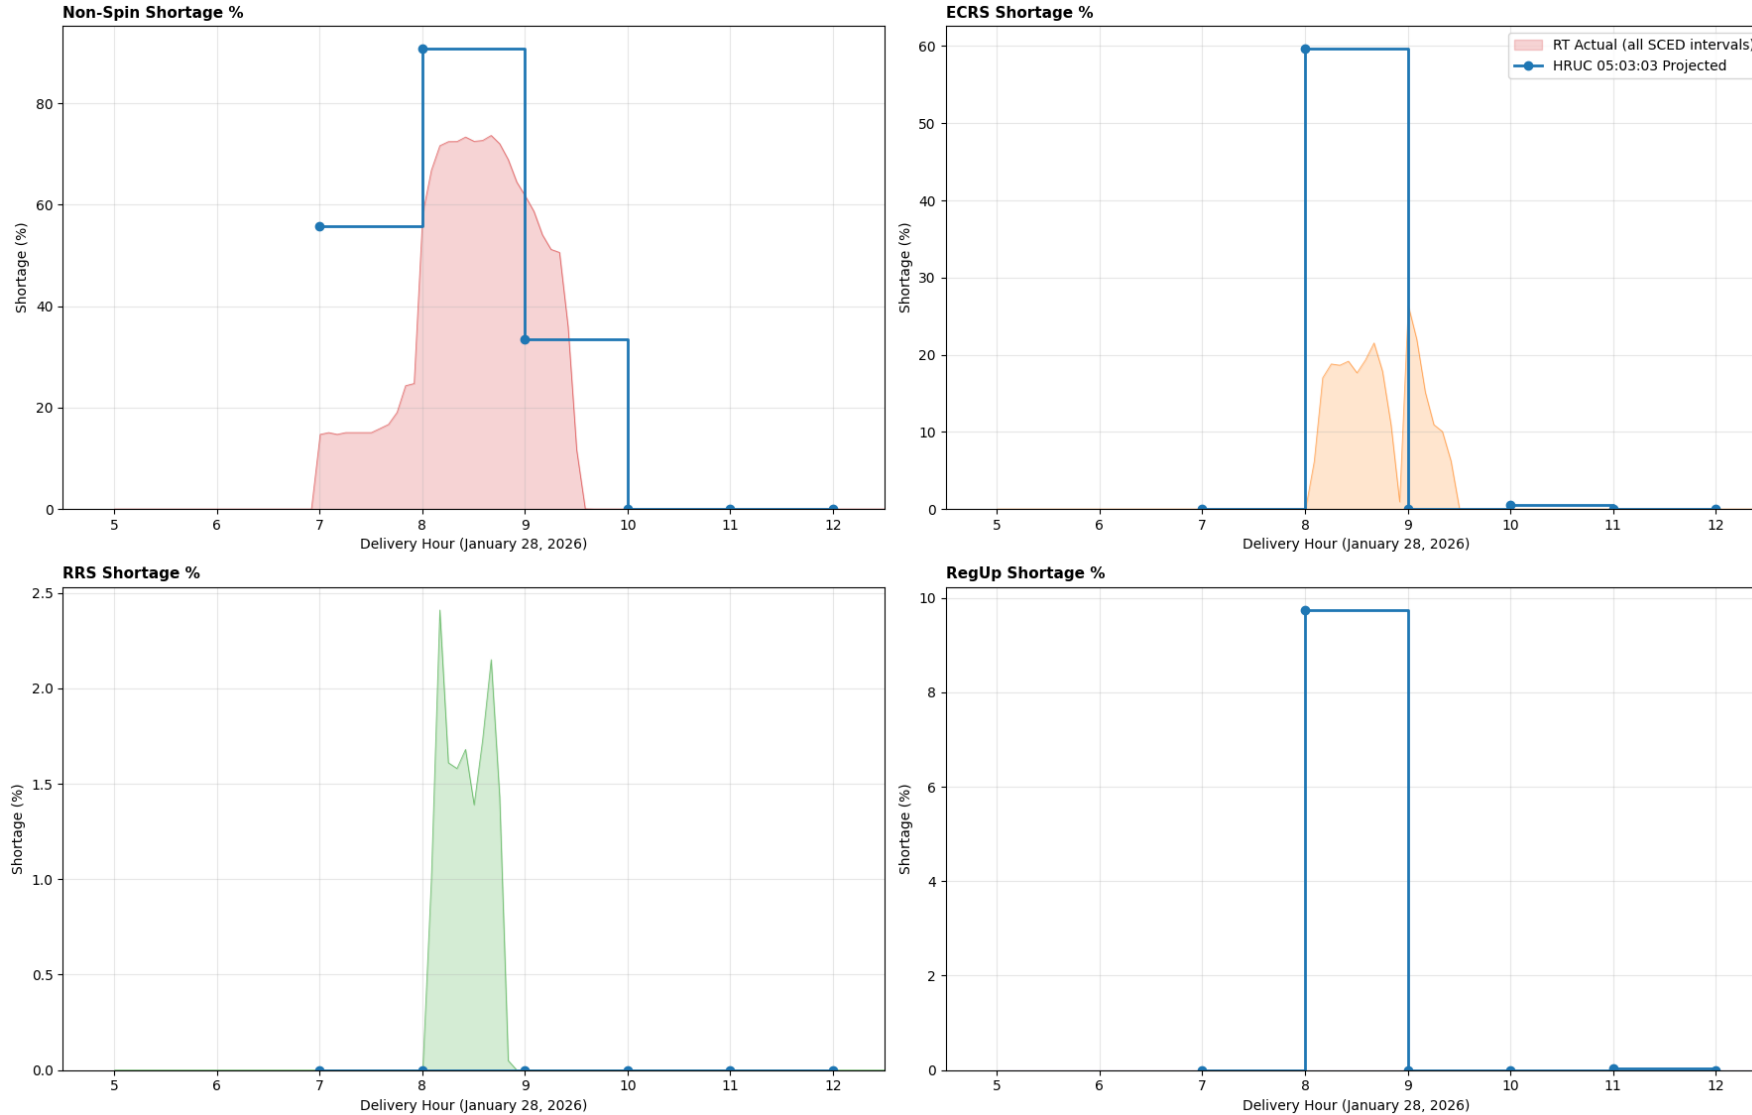 Non-Spin Shortage %
Shortage (%)
0
20
40
60
80
5 6 7 8 9 10 11 12
Delivery Hour (January 28, 2026)
ECRS Shortage %
RT Actual (all SCED intervals)
HRUC 05:03:03 Projected
Shortage (%)
60
50
40
30
20
10
0
5 6 7 8 9 10 11 12
Delivery Hour (January 28, 2026)
RRS Shortage %
Shortage (%)
2.5
2.0
1.5
1.0
0.5
0.0
5 6 7 8 9 10 11 12
Delivery Hour (January 28, 2026)
RegUp Shortage %
Shortage (%)
10
8
6
4
2
0
5 6 7 8 9 10 11 12
Delivery Hour (January 28, 2026)